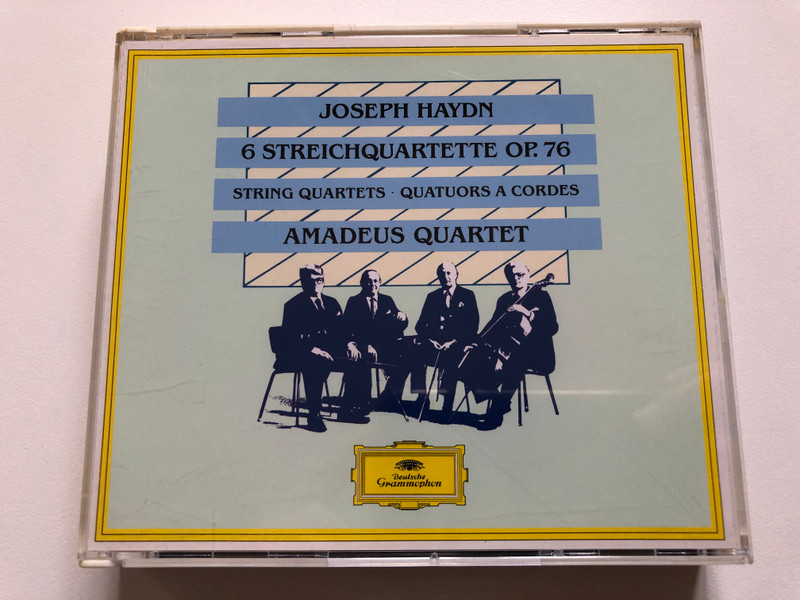 JOSEPH HAYDN
6 STREICHQUARTETTE OP. 76
STRING QUARTETS · QUATUORS A CORDES
AMADEUS QUARTET
Deutsche
Grammophon